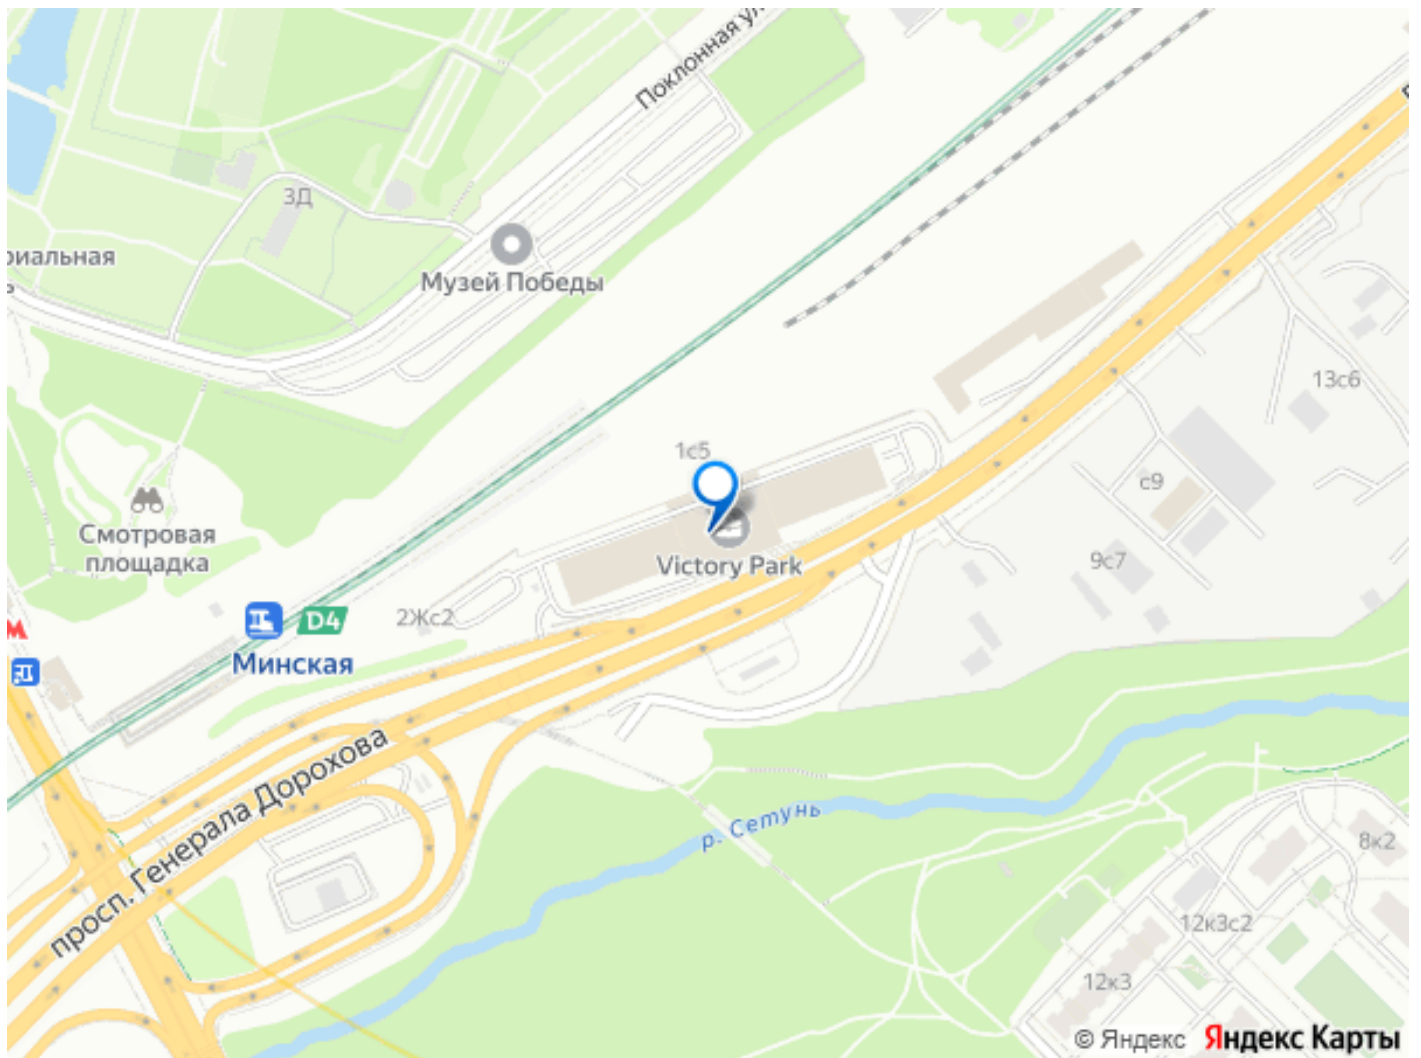 Поклонная ул.
3Д
Музей Победы
риальная
1с5
13с6
с9
Смотровая
площадка
Victory Park
9с7
2Жс2
D4
М
Минская
просп. Генерала Дорохова
р. Сетунь
8к2
12к3с2
12к3
© Яндекс Яндекс Карты